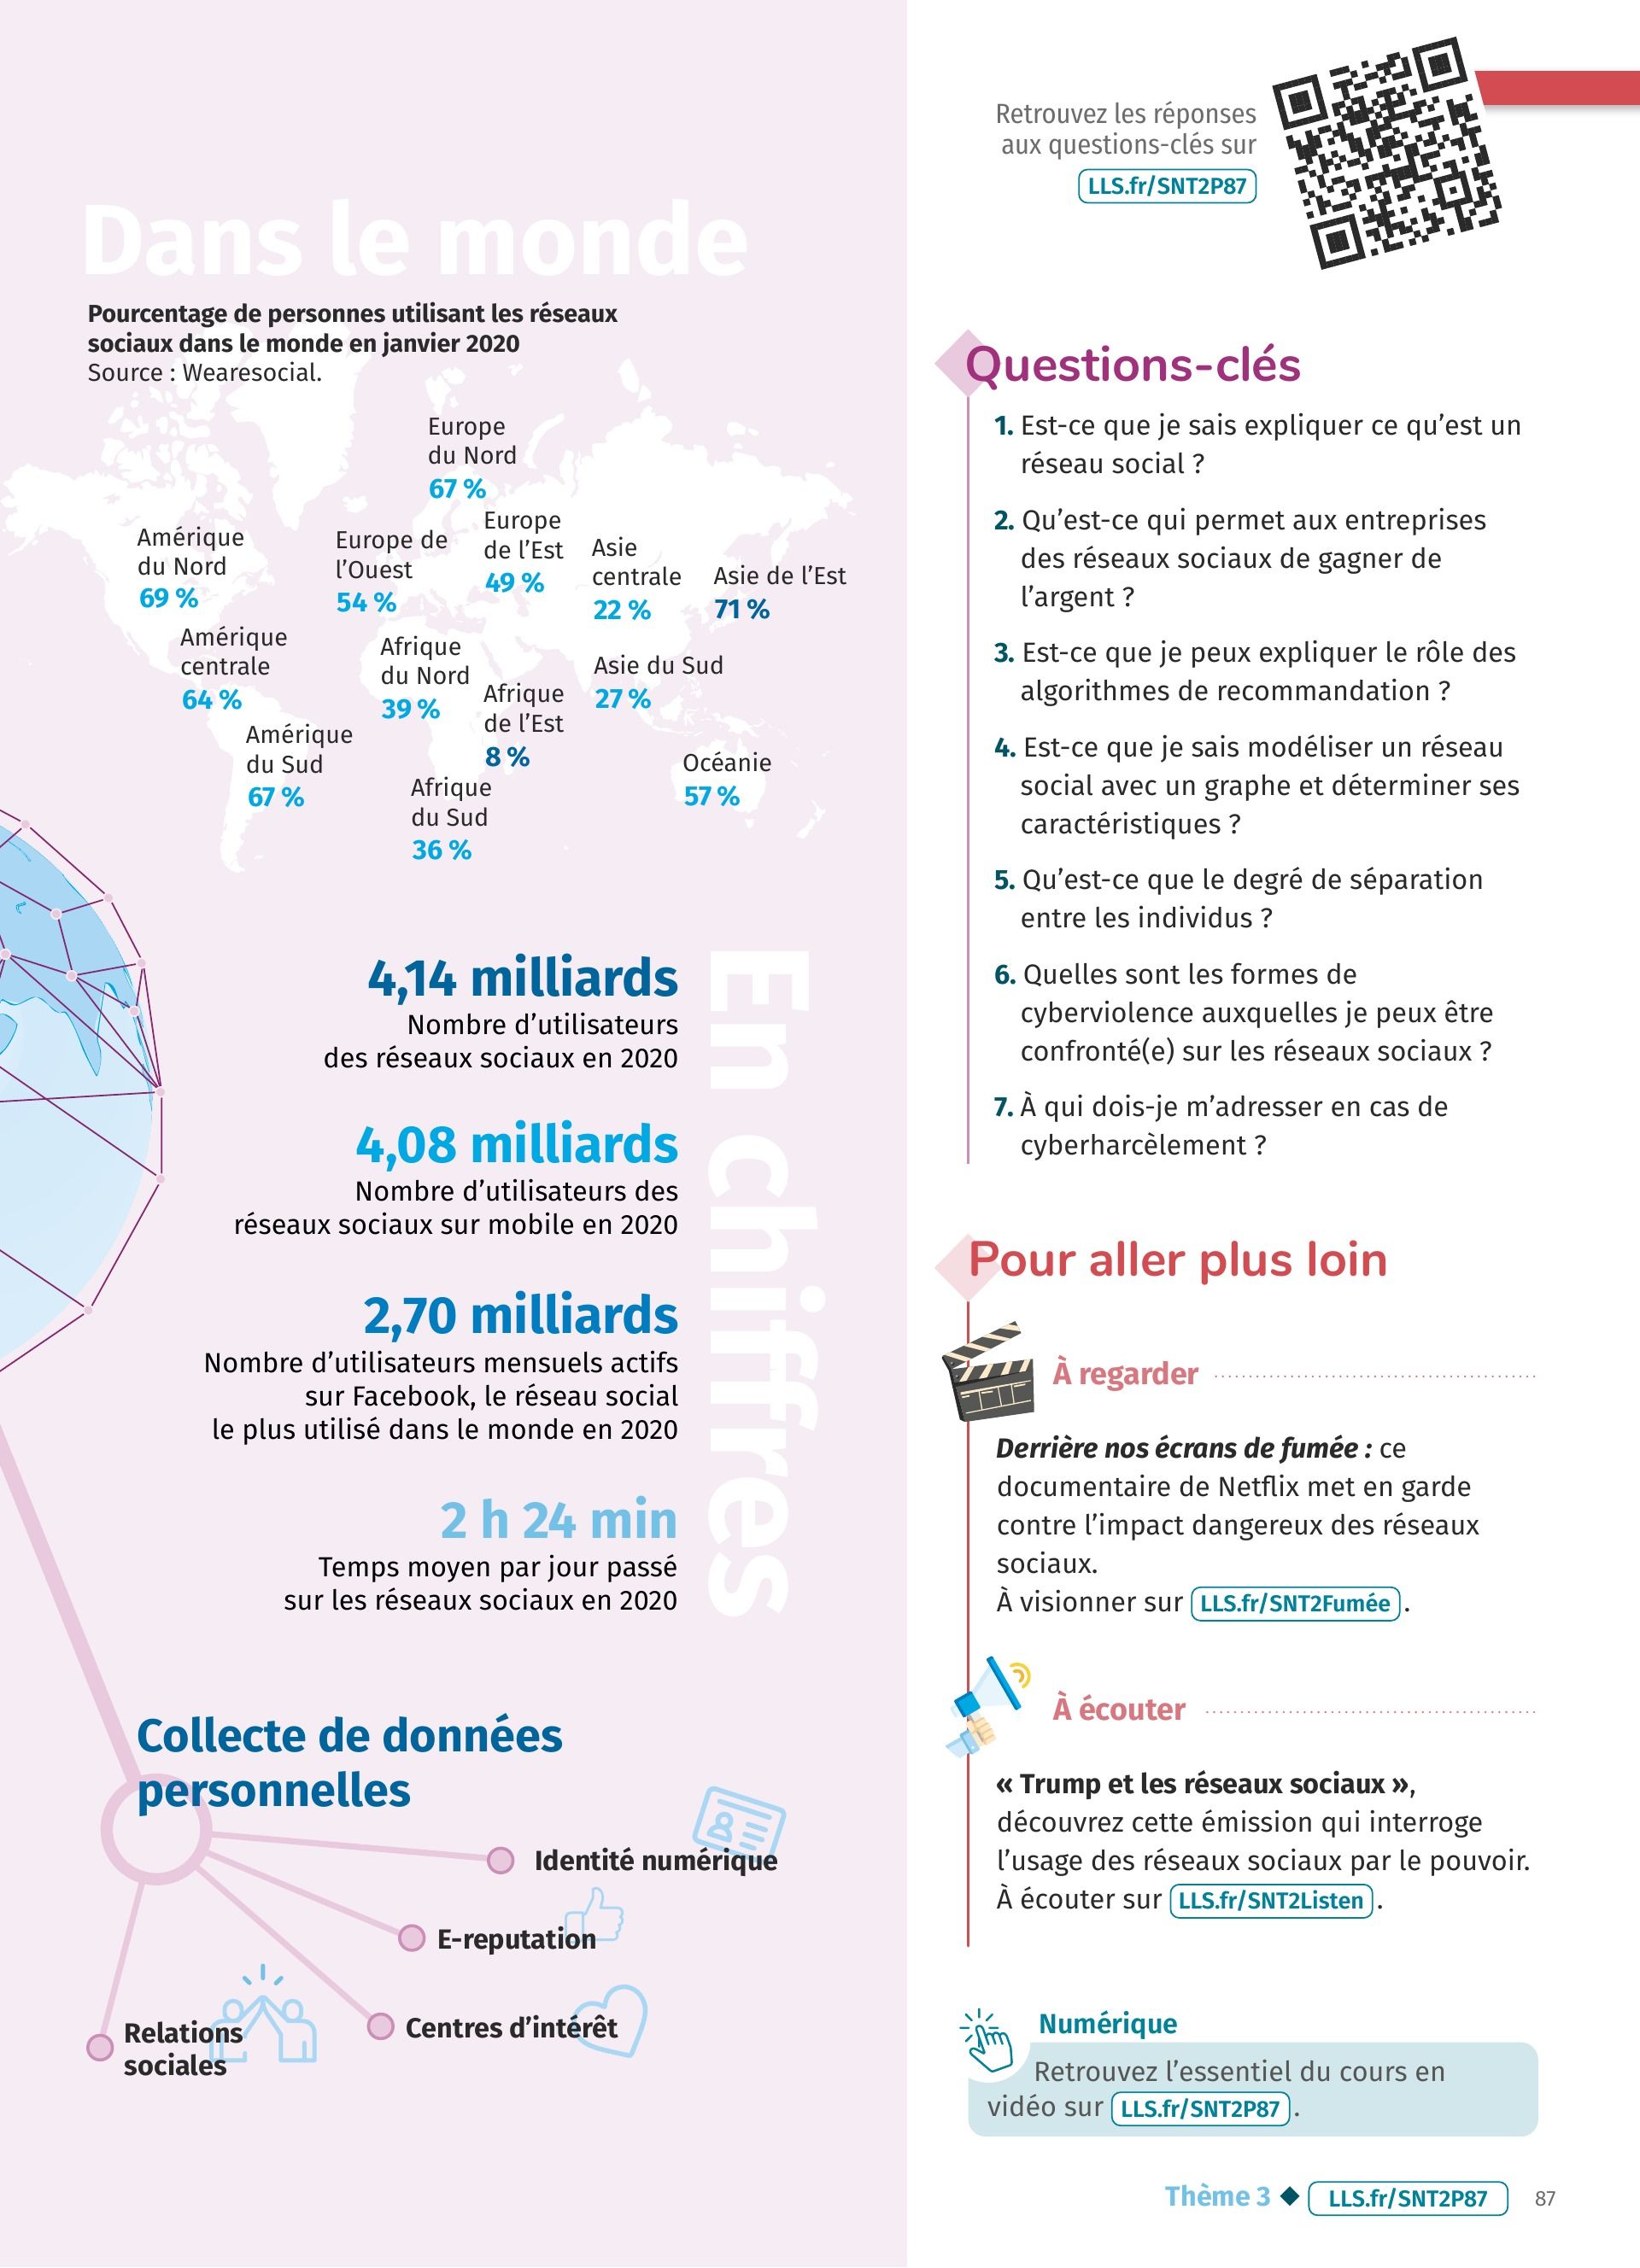 Dans le monde
Pourcentage de personnes utilisant les réseaux
sociaux dans le monde en janvier 2020
Source : Wearesocial.
Europe
du Nord
67 %
Amérique
du Nord
69 %
Europe de
l’Ouest
54 %
Europe
de l’Est
49 %
Asie
centrale
22 %
Asie de l’Est
71 %
Amérique
centrale
64 %
Afrique
du Nord
39 %
Afrique
de l’Est
8 %
Asie du Sud
27 %
Amérique
du Sud
67 %
Afrique
du Sud
36 %
Océanie
57 %
En chiffres
4,14 milliards
Nombre d’utilisateurs
des réseaux sociaux en 2020
4,08 milliards
Nombre d’utilisateurs des
réseaux sociaux sur mobile en 2020
2,70 milliards
Nombre d’utilisateurs mensuels actifs
sur Facebook, le réseau social
le plus utilisé dans le monde en 2020
2 h 24 min
Temps moyen par jour passé
sur les réseaux sociaux en 2020
Collecte de données
personnelles
Identité numérique
E-reputation
Centres d’intérêt
Relations
sociales
Retrouvez les réponses
aux questions-clés sur
LLS.fr/SNT2P87
Questions-clés
1. Est-ce que je sais expliquer ce qu’est un
réseau social ?
2. Qu’est-ce qui permet aux entreprises
des réseaux sociaux de gagner de
l’argent ?
3. Est-ce que je peux expliquer le rôle des
algorithmes de recommandation ?
4. Est-ce que je sais modéliser un réseau
social avec un graphe et déterminer ses
caractéristiques ?
5. Qu’est-ce que le degré de séparation
entre les individus ?
6. Quelles sont les formes de
cyberviolence auxquelles je peux être
confronté(e) sur les réseaux sociaux ?
7. À qui dois-je m’adresser en cas de
cyberharcèlement ?
Pour aller plus loin
À regarder
Derrière nos écrans de fumée : ce
documentaire de Netflix met en garde
contre l’impact dangereux des réseaux
sociaux.
À visionner sur LLS.fr/SNT2Fumée .
À écouter
« Trump et les réseaux sociaux »,
découvrez cette émission qui interroge
l’usage des réseaux sociaux par le pouvoir.
À écouter sur LLS.fr/SNT2Listen .
Numérique
Retrouvez l’essentiel du cours en
vidéo sur LLS.fr/SNT2P87 .
Thème 3 ◆ LLS.fr/SNT2P87 87